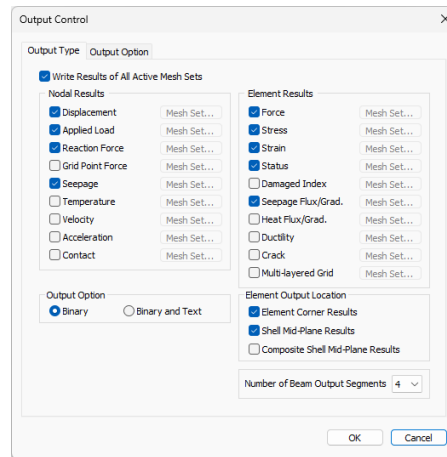 Output Control
Output Type
Output Option
Write Results of All Active Mesh Sets
Nodal Results
Displacement Mesh Set...
Applied Load Mesh Set...
Reaction Force Mesh Set...
Grid Point Force Mesh Set...
Seepage Mesh Set...
Temperature Mesh Set...
Velocity Mesh Set...
Acceleration Mesh Set...
Contact Mesh Set...
Element Results
Force Mesh Set...
Stress Mesh Set...
Strain Mesh Set...
Status Mesh Set...
Damaged Index Mesh Set...
Seepage Flux/Grad. Mesh Set...
Heat Flux/Grad. Mesh Set...
Ductility Mesh Set...
Crack Mesh Set...
Multi-layered Grid Mesh Set...
Output Option
Binary Binary and Text
Element Output Location
Element Corner Results
Shell Mid-Plane Results
Composite Shell Mid-Plane Results
Number of Beam Output Segments 4
OK Cancel